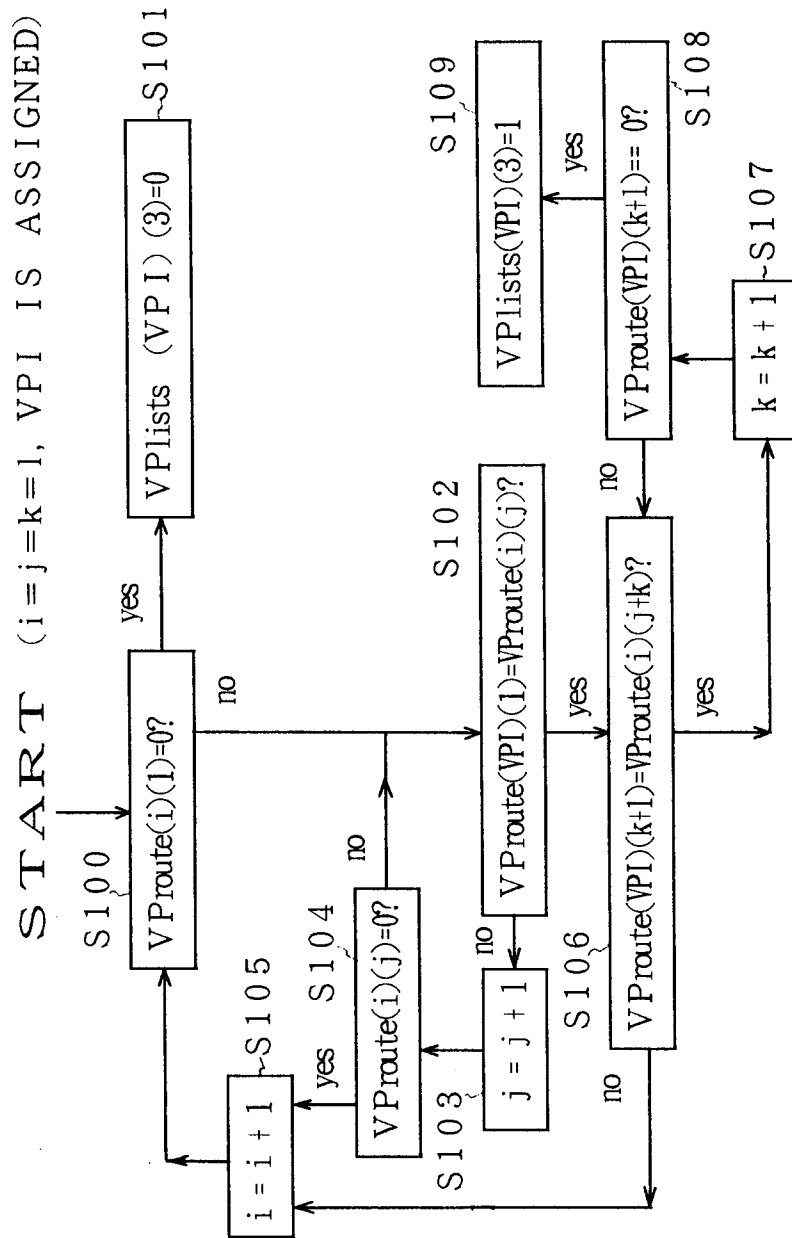 START (i=j=k=1, VPI IS ASSIGNED)
S100
VProute(i)(1)=0?
yes
VPlists (VPI) (3)=0
S101
no
i = i + 1
S105
VProute(i)(j)=0?
S104
yes
no
j = j + 1
S103
no
VProute(VPI)(1)=VProute(i)(j)?
S102
yes
S106
VProute(VPI)(k+1)=VProute(i)(j+k)?
no
yes
k = k + 1
S107
VProute(VPI)(k+1)== 0?
S108
no
yes
VPlists(VPI)(3)=1
S109